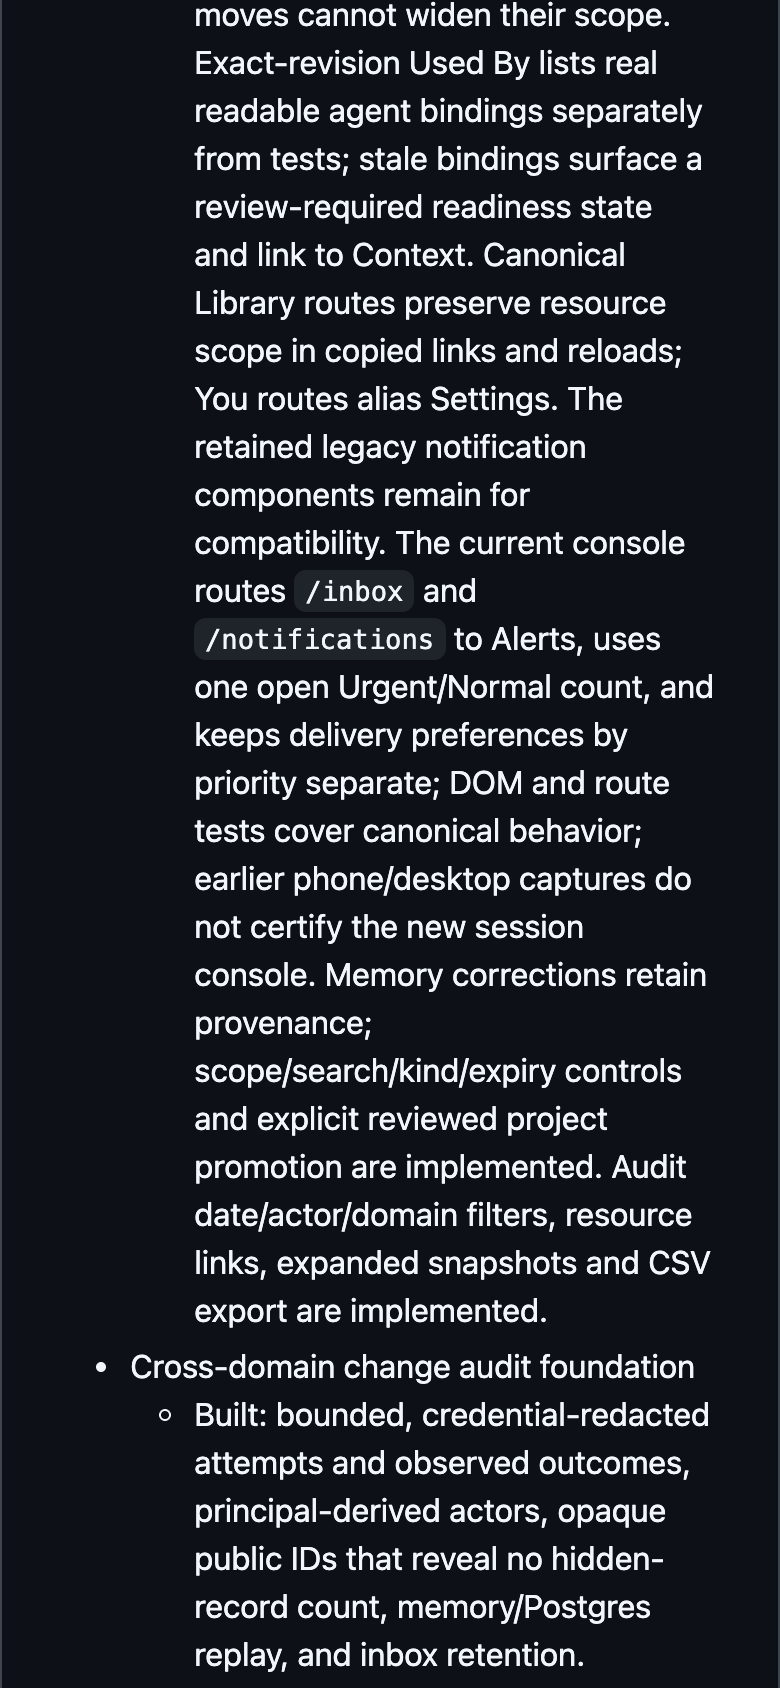 moves cannot widen their scope.
Exact-revision Used By lists real
readable agent bindings separately
from tests; stale bindings surface a
review-required readiness state
and link to Context. Canonical
Library routes preserve resource
scope in copied links and reloads;
You routes alias Settings. The
retained legacy notification
components remain for
compatibility. The current console
routes /inbox and
/notifications to Alerts, uses
one open Urgent/Normal count, and
keeps delivery preferences by
priority separate; DOM and route
tests cover canonical behavior;
earlier phone/desktop captures do
not certify the new session
console. Memory corrections retain
provenance;
scope/search/kind/expiry controls
and explicit reviewed project
promotion are implemented. Audit
date/actor/domain filters, resource
links, expanded snapshots and CSV
export are implemented.
• Cross-domain change audit foundation
◦ Built: bounded, credential-redacted
attempts and observed outcomes,
principal-derived actors, opaque
public IDs that reveal no hidden-
record count, memory/Postgres
replay, and inbox retention.